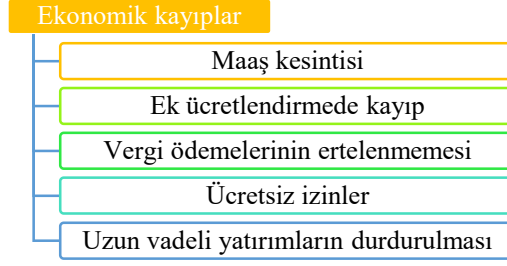 Ekonomik kayıplar
Maaş kesintisi
Ek ücretlendirmede kayıp
Vergi ödemelerinin ertelenmemesi
Ücretsiz izinler
Uzun vadeli yatırımların durdurulması